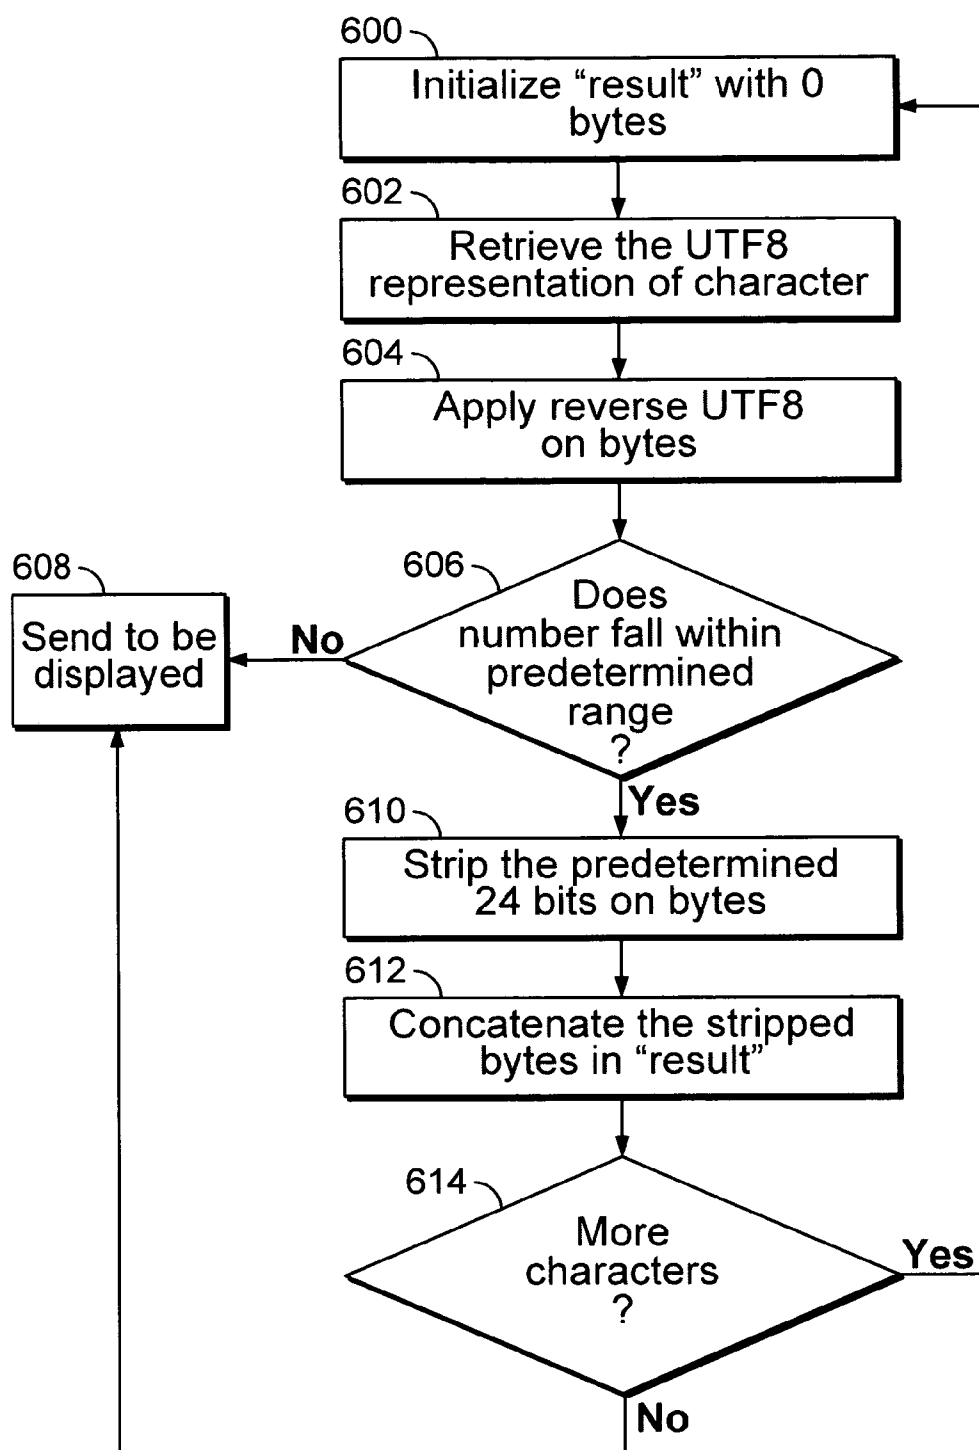 600
Initialize “result” with 0
bytes
602
Retrieve the UTF8
representation of character
604
Apply reverse UTF8
on bytes
606
Does
number fall within
predetermined
range
?
No
608
Send to be
displayed
Yes
610
Strip the predetermined
24 bits on bytes
612
Concatenate the stripped
bytes in “result”
614
More
characters
?
Yes
No